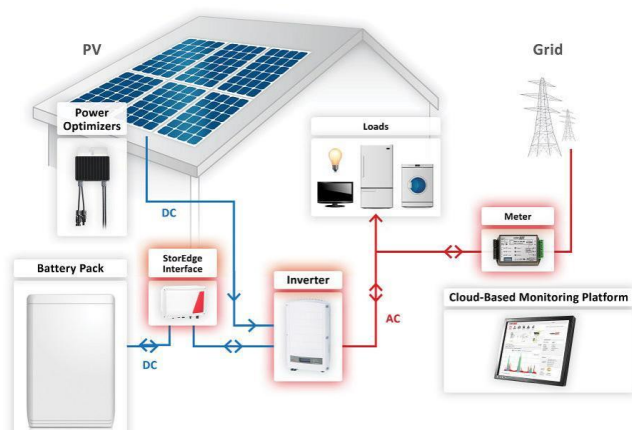 PV
Grid
Power
Optimizers
Loads
DC
Meter
StorEdge
Interface
Battery Pack
Inverter
Cloud-Based Monitoring Platform
AC
DC